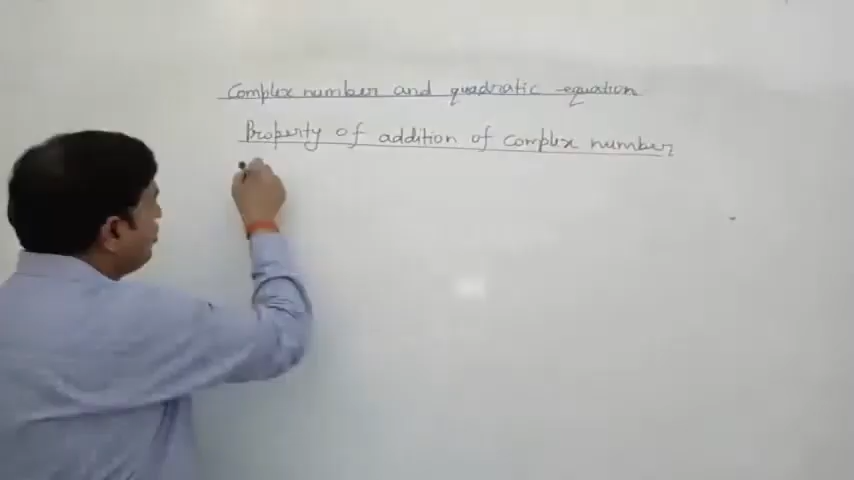 Complex number and quadratic equation
Property of addition of complex number